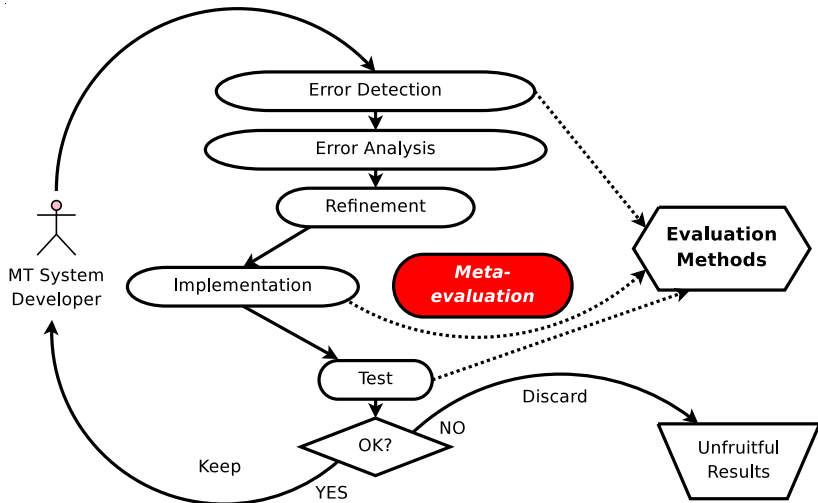 Error Detection
Error Analysis
Refinement
Evaluation
Methods
MT System
Developer
Implementation
Meta-
evaluation
Test
Discard
OK?
NO
Keep
YES
Unfruitful
Results